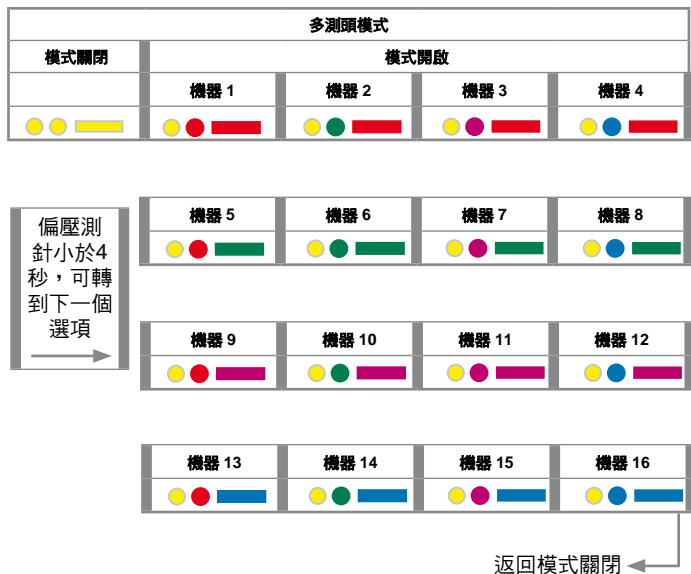 多測頭模式
模式關閉 模式開啟
機器 1 機器 2 機器 3 機器 4
偏壓測
針小於4
秒，可轉
到下一個
選項
機器 5 機器 6 機器 7 機器 8
機器 9 機器 10 機器 11 機器 12
機器 13 機器 14 機器 15 機器 16
返回模式關閉